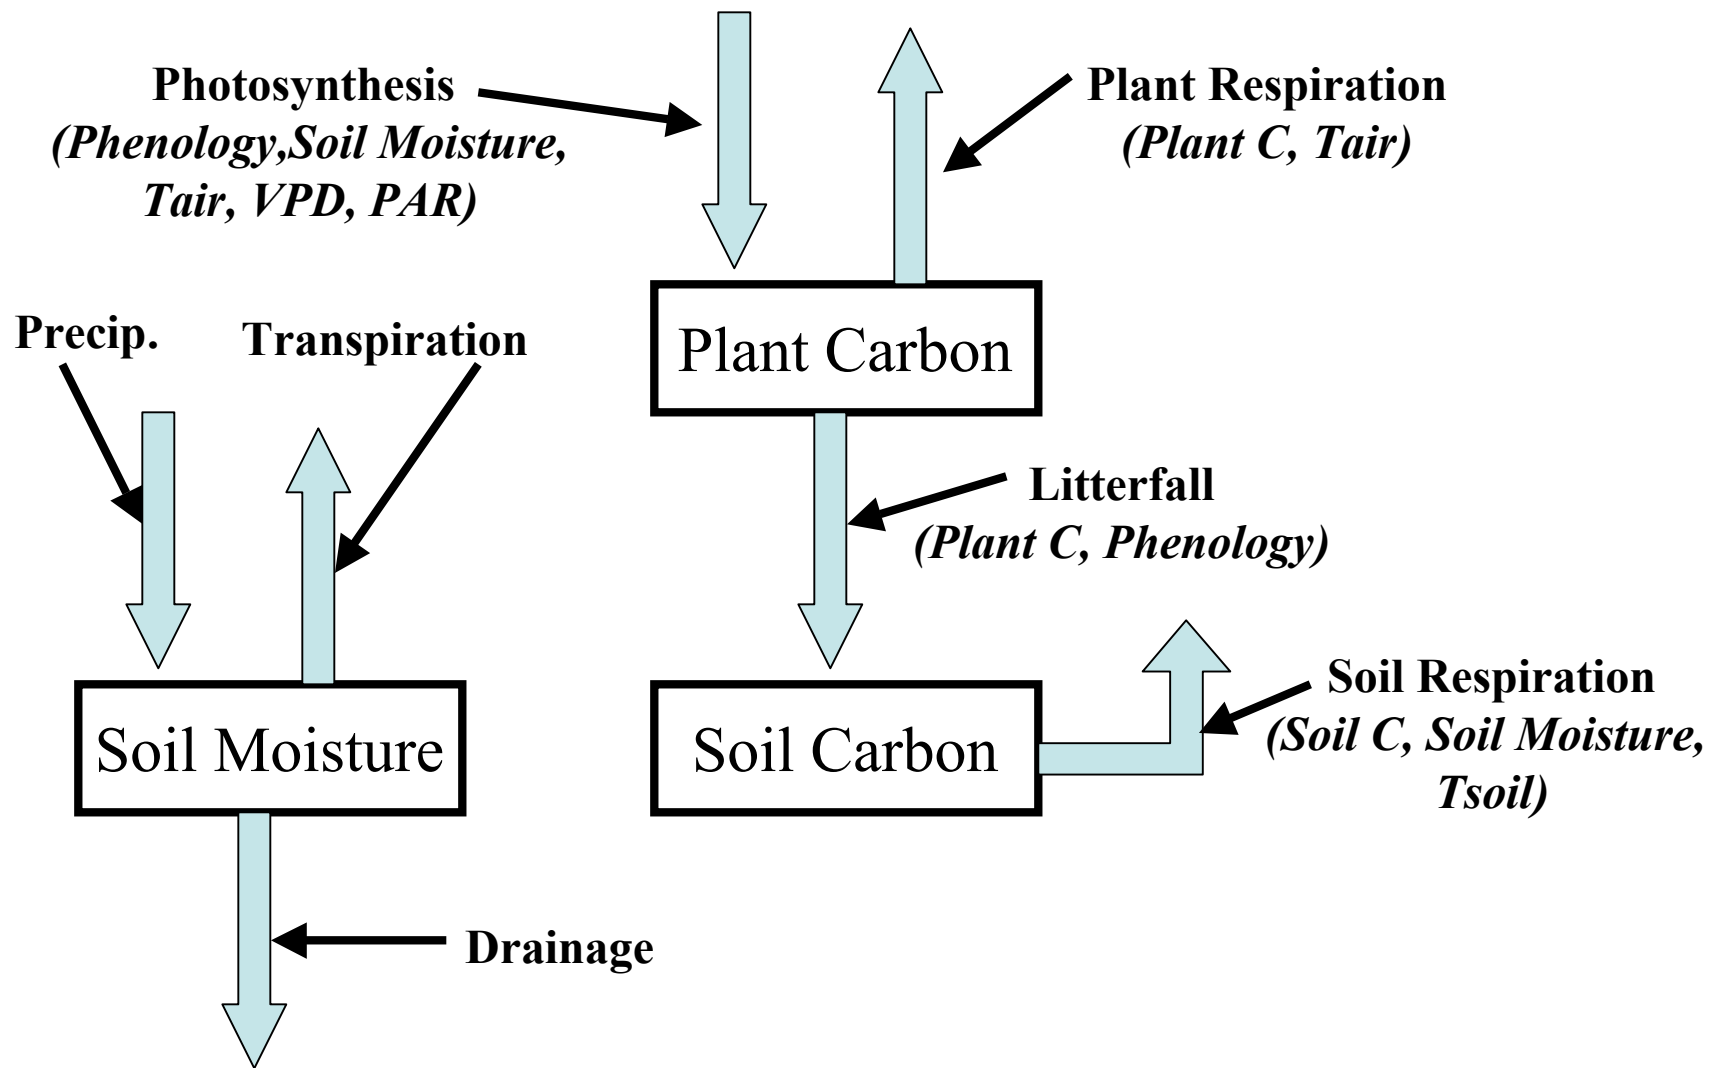 Photosynthesis
(Phenology,Soil Moisture,
Tair, VPD, PAR)
Plant Respiration
(Plant C, Tair)
Precip.
Transpiration
Plant Carbon
Litterfall
(Plant C, Phenology)
Soil Moisture
Soil Carbon
Soil Respiration
(Soil C, Soil Moisture,
Tsoil)
Drainage